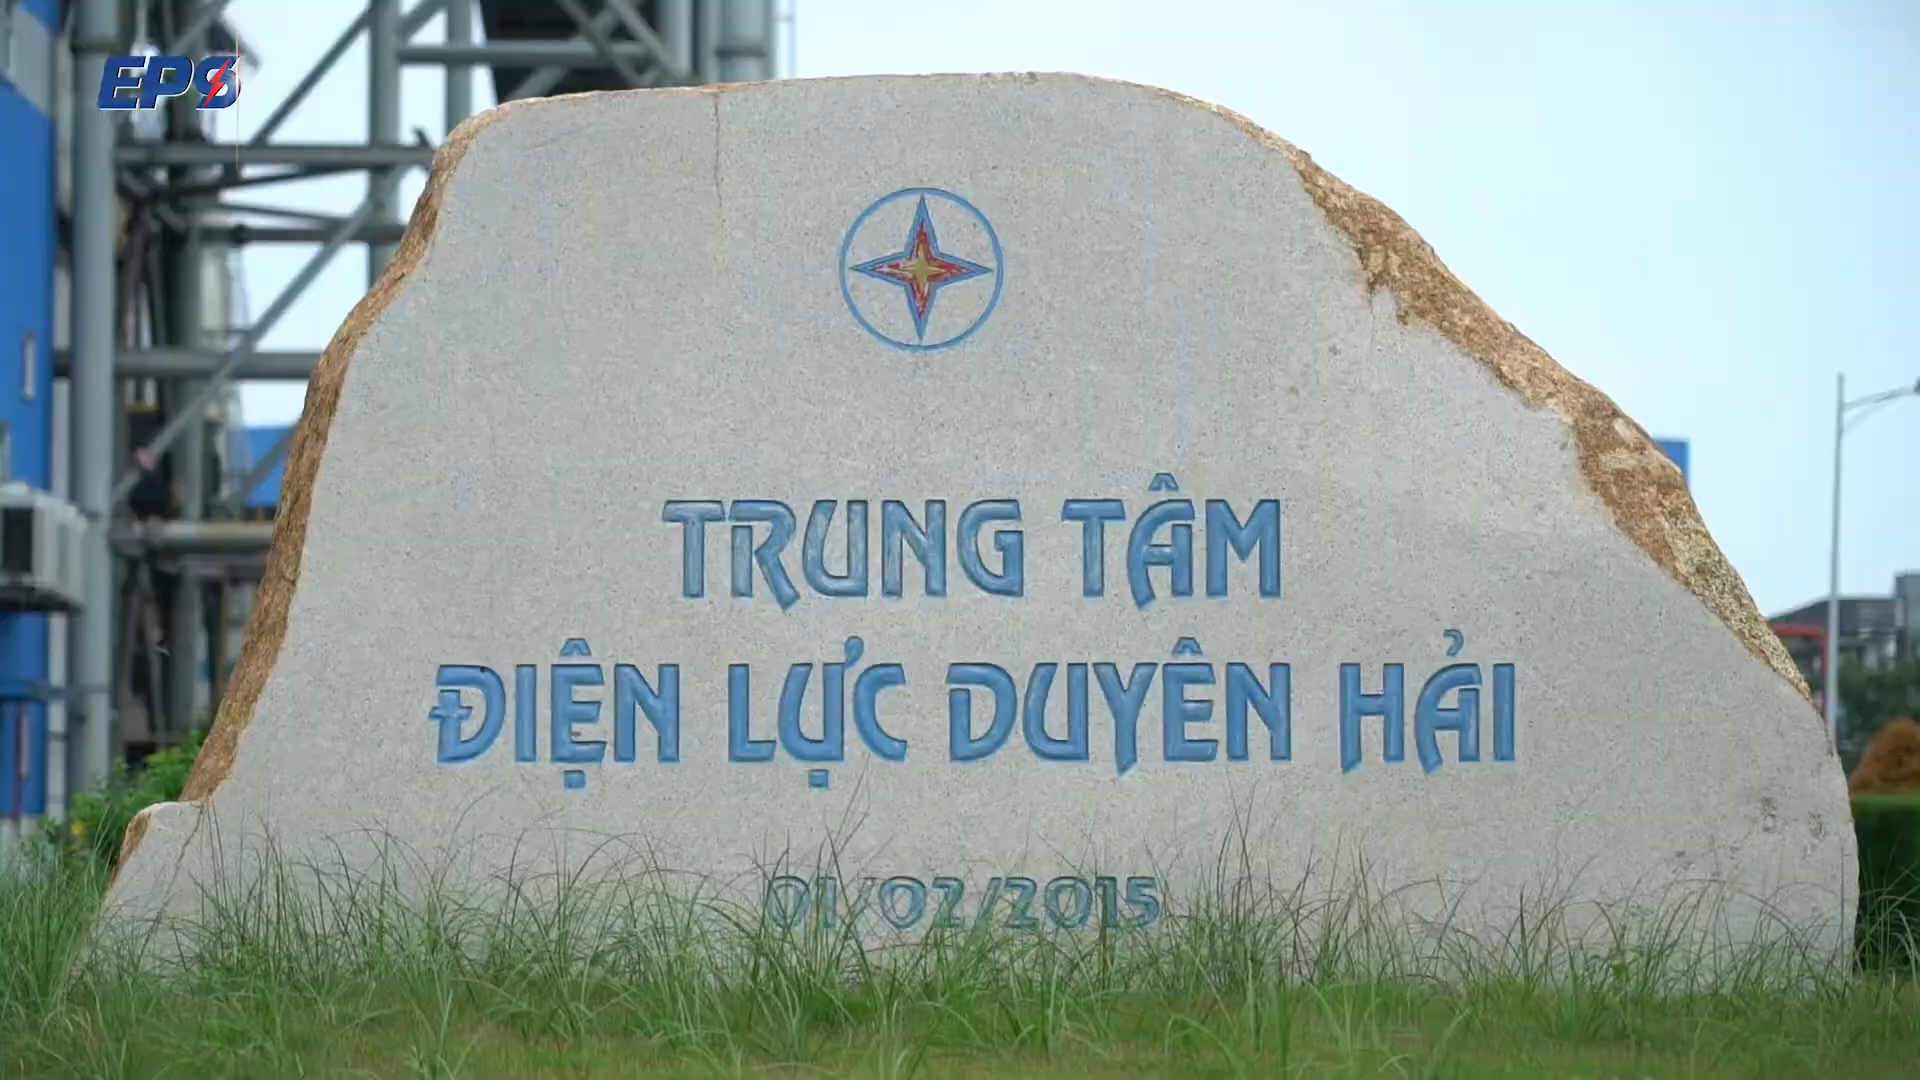 EPS
TRUNG TÂM
ĐIỆN LỰC DUYÊN HẢI
01/02/2015